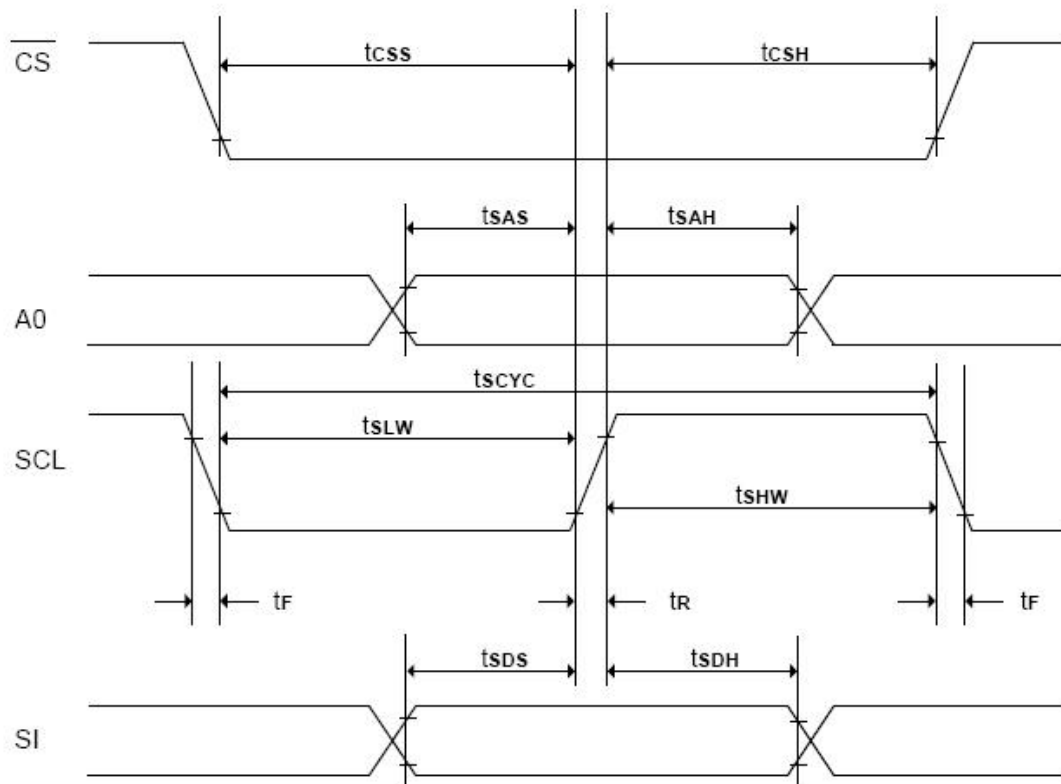 CS
tCSS
tCSH
tSAS
tSAH
A0
tSCYC
tSLW
SCL
tSHW
tF
tR
tF
tSDS
tSDH
SI